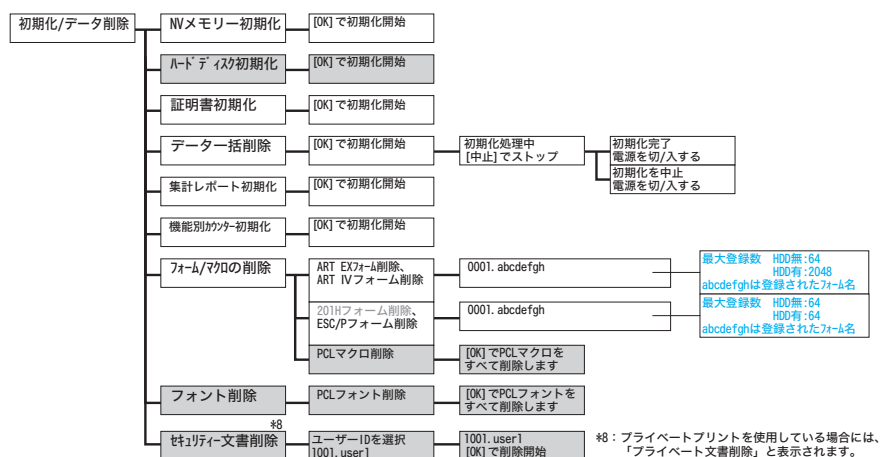 初期化/データ削除
NVメモリー初期化
[OK]で初期化開始
ハードディスク初期化
[OK]で初期化開始
証明書初期化
[OK]で初期化開始
データ一括削除
[OK]で初期化開始
初期化処理中
[中止]でストップ
初期化完了
電源を切/入する
初期化を中止
電源を切/入する
集計レポート初期化
[OK]で初期化開始
機能別カウンター初期化
[OK]で初期化開始
フォーム/マクロの削除
ART EXフォーム削除、
ART IVフォーム削除
0001. abcdefgh
最大登録数 HDD無:64
HDD有:2048
abcdefghは登録されたフォーム名
201Hフォーム削除、
ESC/Pフォーム削除
0001. abcdefgh
最大登録数 HDD無:64
HDD有:64
abcdefghは登録されたフォーム名
PCLマクロ削除
[OK]でPCLマクロを
すべて削除します
フォント削除
PCLフォント削除
[OK]でPCLフォントを
すべて削除します
*8
セキュリティー文書削除
ユーザーIDを選択
1001. user1
1001. user1
[OK]で削除開始
*8：プライベートプリントを使用している場合には、
「プライベート文書削除」と表示されます。